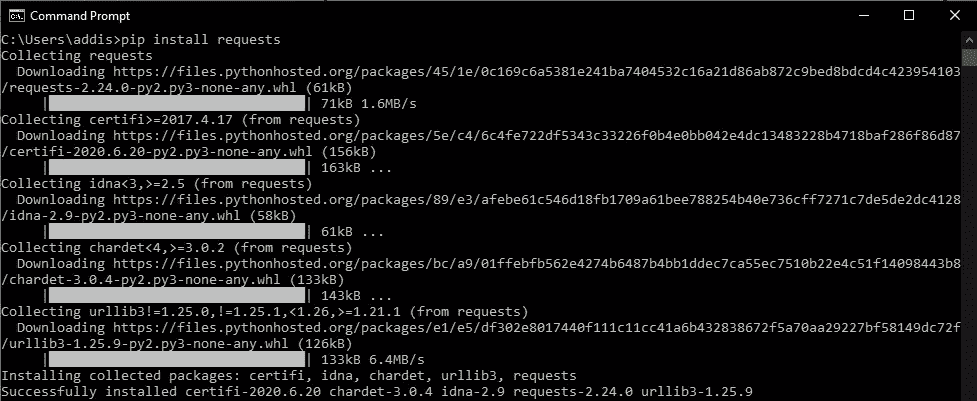 Command Prompt
C:\Users\addis>pip install requests
Collecting requests
Downloading https://files.pythonhosted.org/packages/45/1e/0c169c6a5381e241ba7404532c16a21d86ab872c9bed8bdcd4c423954103
/requests-2.24.0-py2.py3-none-any.whl (61kB)
| 71kB 1.6MB/s
Collecting certifi>=2017.4.17 (from requests)
Downloading https://files.pythonhosted.org/packages/5e/c4/6c4fe722df5343c33226f0b4e0bb042e4dc13483228b4718baf286f86d87
/certifi-2020.6.20-py2.py3-none-any.whl (156kB)
| 163kB ...
Collecting idna<3,>=2.5 (from requests)
Downloading https://files.pythonhosted.org/packages/89/e3/afebe61c546d18fb1709a61bee788254b40e736cff7271c7de5de2dc4128
/idna-2.9-py2.py3-none-any.whl (58kB)
| 61kB ...
Collecting chardet<4,>=3.0.2 (from requests)
Downloading https://files.pythonhosted.org/packages/bc/a9/01ffebfb562e4274b6487b4bb1ddec7ca55ec7510b22e4c51f14098443b8
/chardet-3.0.4-py2.py3-none-any.whl (133kB)
| 143kB ...
Collecting urllib3!=1.25.0,!=1.25.1,<1.26,>=1.21.1 (from requests)
Downloading https://files.pythonhosted.org/packages/e1/e5/df302e8017440f111c11cc41a6b432838672f5a70aa29227bf58149dc72f
/urllib3-1.25.9-py2.py3-none-any.whl (126kB)
| 133kB 6.4MB/s
Installing collected packages: certifi, idna, chardet, urllib3, requests
Successfully installed certifi-2020.6.20 chardet-3.0.4 idna-2.9 requests-2.24.0 urllib3-1.25.9